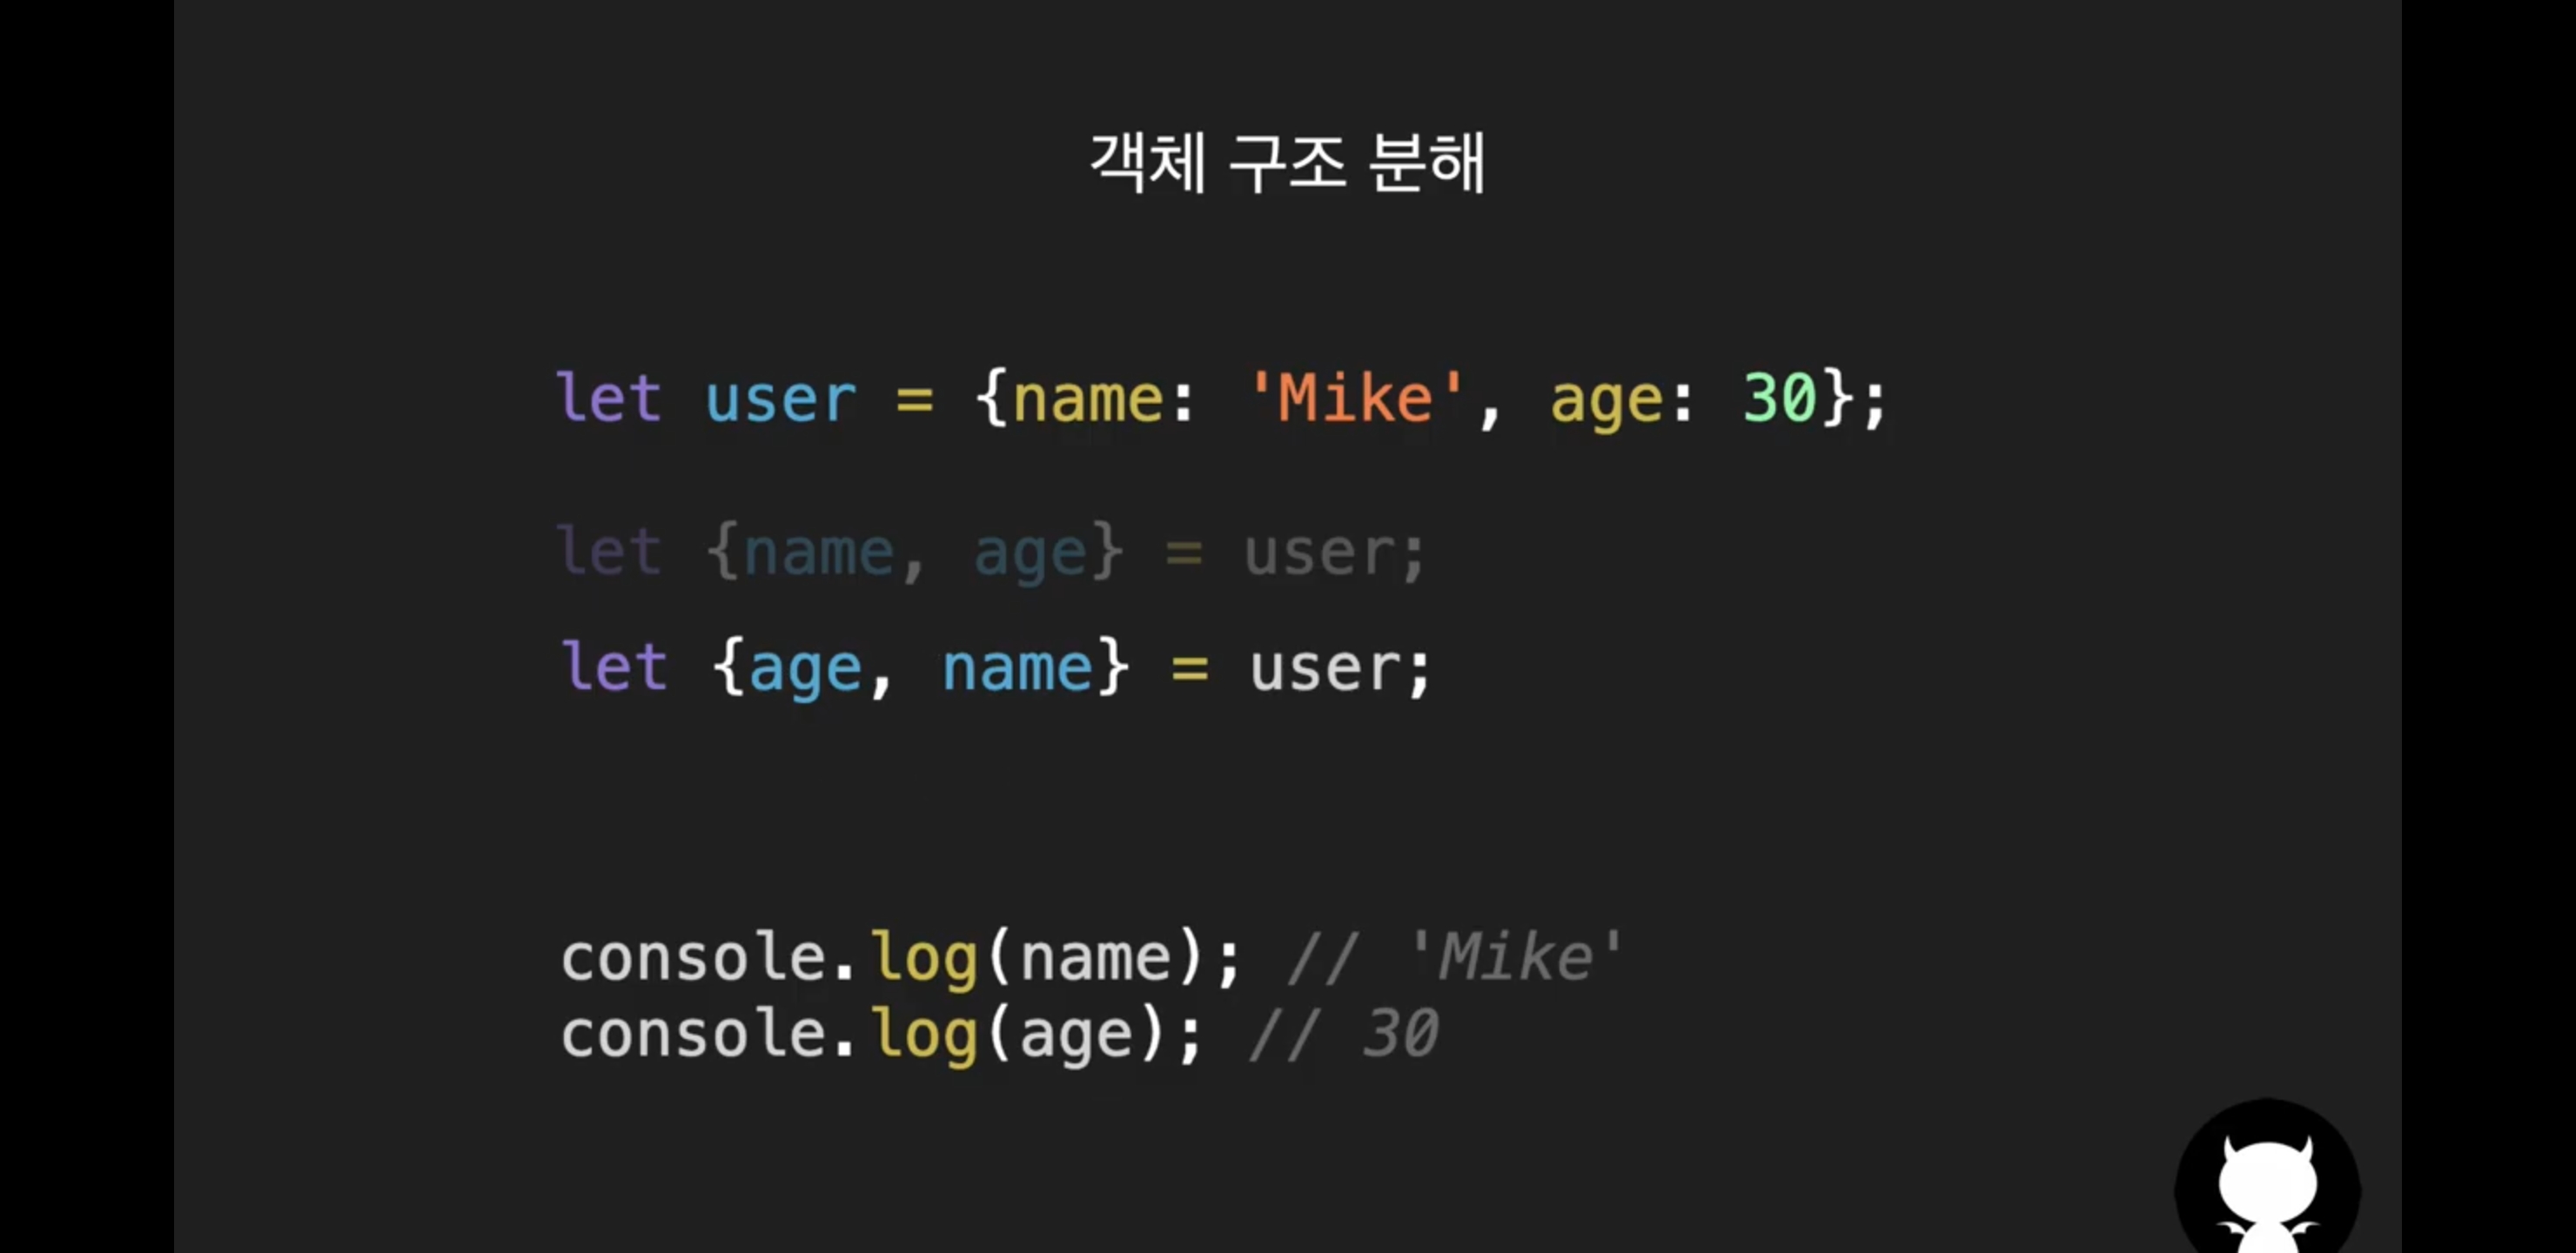 객체 구조 분해
let user = {name: 'Mike', age: 30};
let {name, age} = user;
let {age, name} = user;
console.log(name); // 'Mike'
console.log(age); // 30